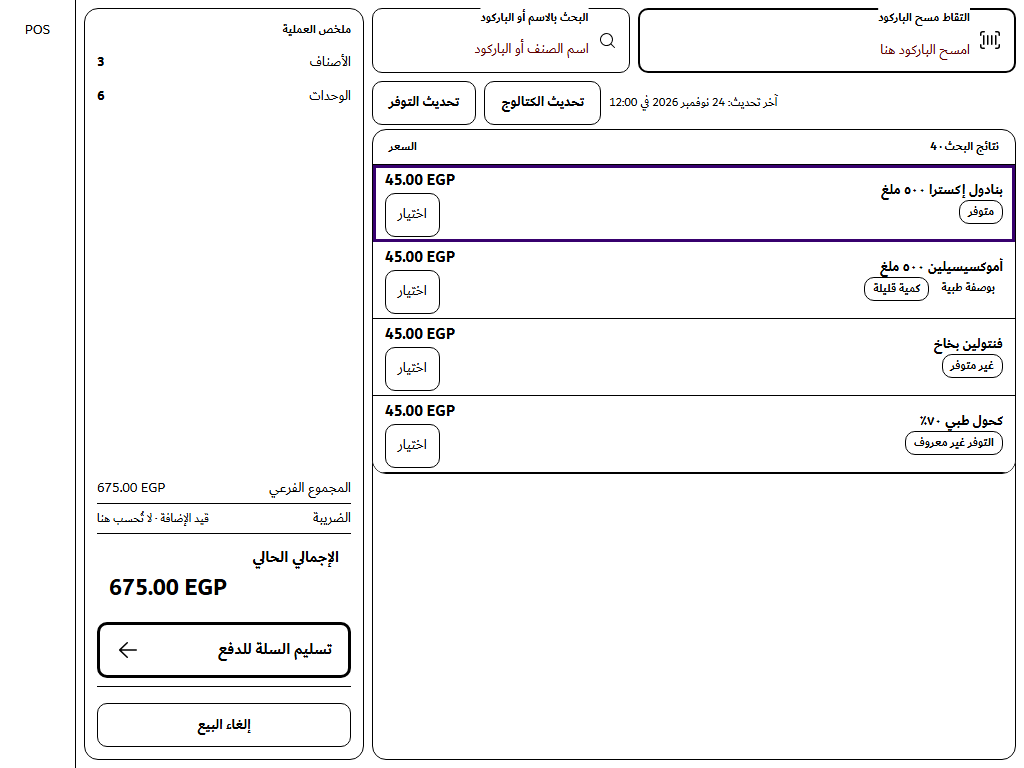 التقاط مسح الباركود
امسح الباركود هنا
البحث بالاسم أو الباركود
اسم الصنف أو الباركود
آخر تحديث: 24 نوفمبر 2026 في 12:00
تحديث الكتالوج
تحديث التوفر
نتائج البحث · 4
السعر
بنادول إكسترا ٥٠٠ ملغ
متوفر
45.00 EGP
اختيار
أموكسيسيلين ٥٠٠ ملغ
بوصفة طبية
كمية قليلة
45.00 EGP
اختيار
فنتولين بخاخ
غير متوفر
45.00 EGP
اختيار
كحول طبي ٧٠٪
التوفر غير معروف
45.00 EGP
اختيار
ملخص العملية
الأصناف 3
الوحدات 6
المجموع الفرعي 675.00 EGP
الضريبة قيد الإضافة · لا تُحسب هنا
الإجمالي الحالي
675.00 EGP
تسليم السلة للدفع
إلغاء البيع
POS